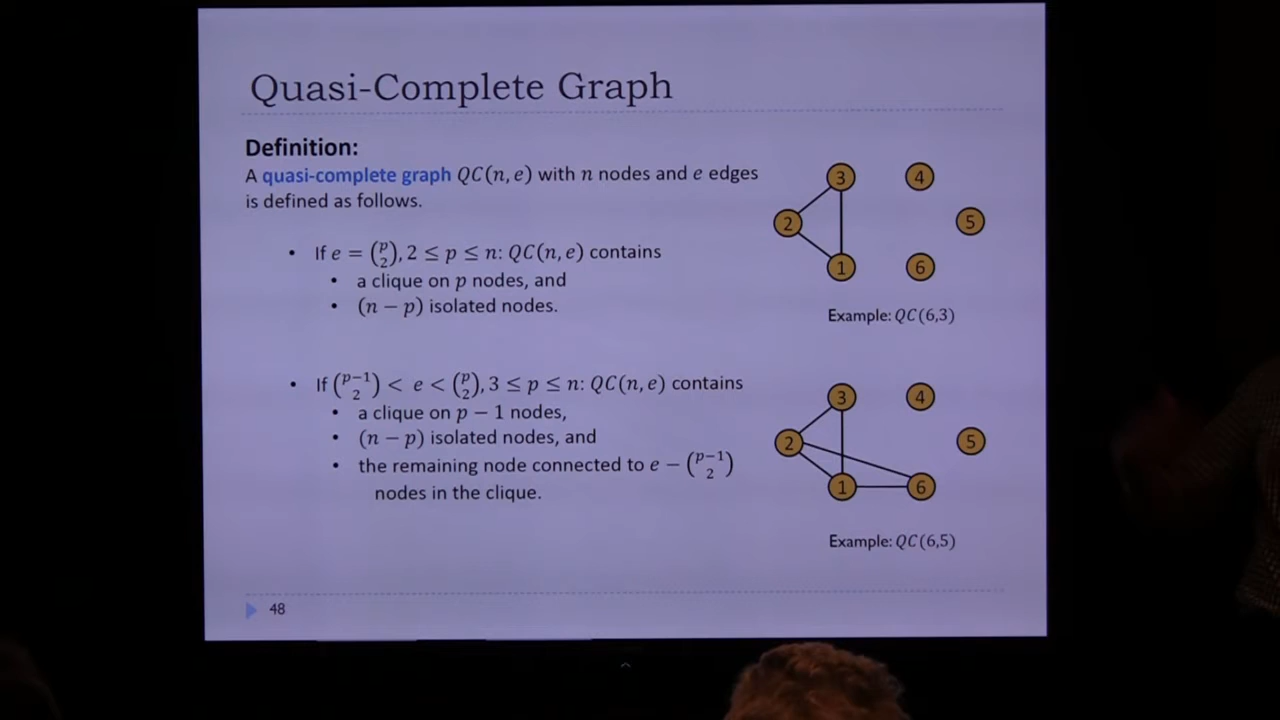 Quasi-Complete Graph
Definition:
A quasi-complete graph QC(n, e) with n nodes and e edges
is defined as follows.
• If e = (p 2), 2 ≤ p ≤ n: QC(n, e) contains
• a clique on p nodes, and
• (n − p) isolated nodes.
3
4
2
5
1
6
Example: QC(6,3)
• If (p−1 2) < e < (p 2), 3 ≤ p ≤ n: QC(n, e) contains
• a clique on p − 1 nodes,
• (n − p) isolated nodes, and
• the remaining node connected to e − (p−1 2)
nodes in the clique.
3
4
2
5
1
6
Example: QC(6,5)
48